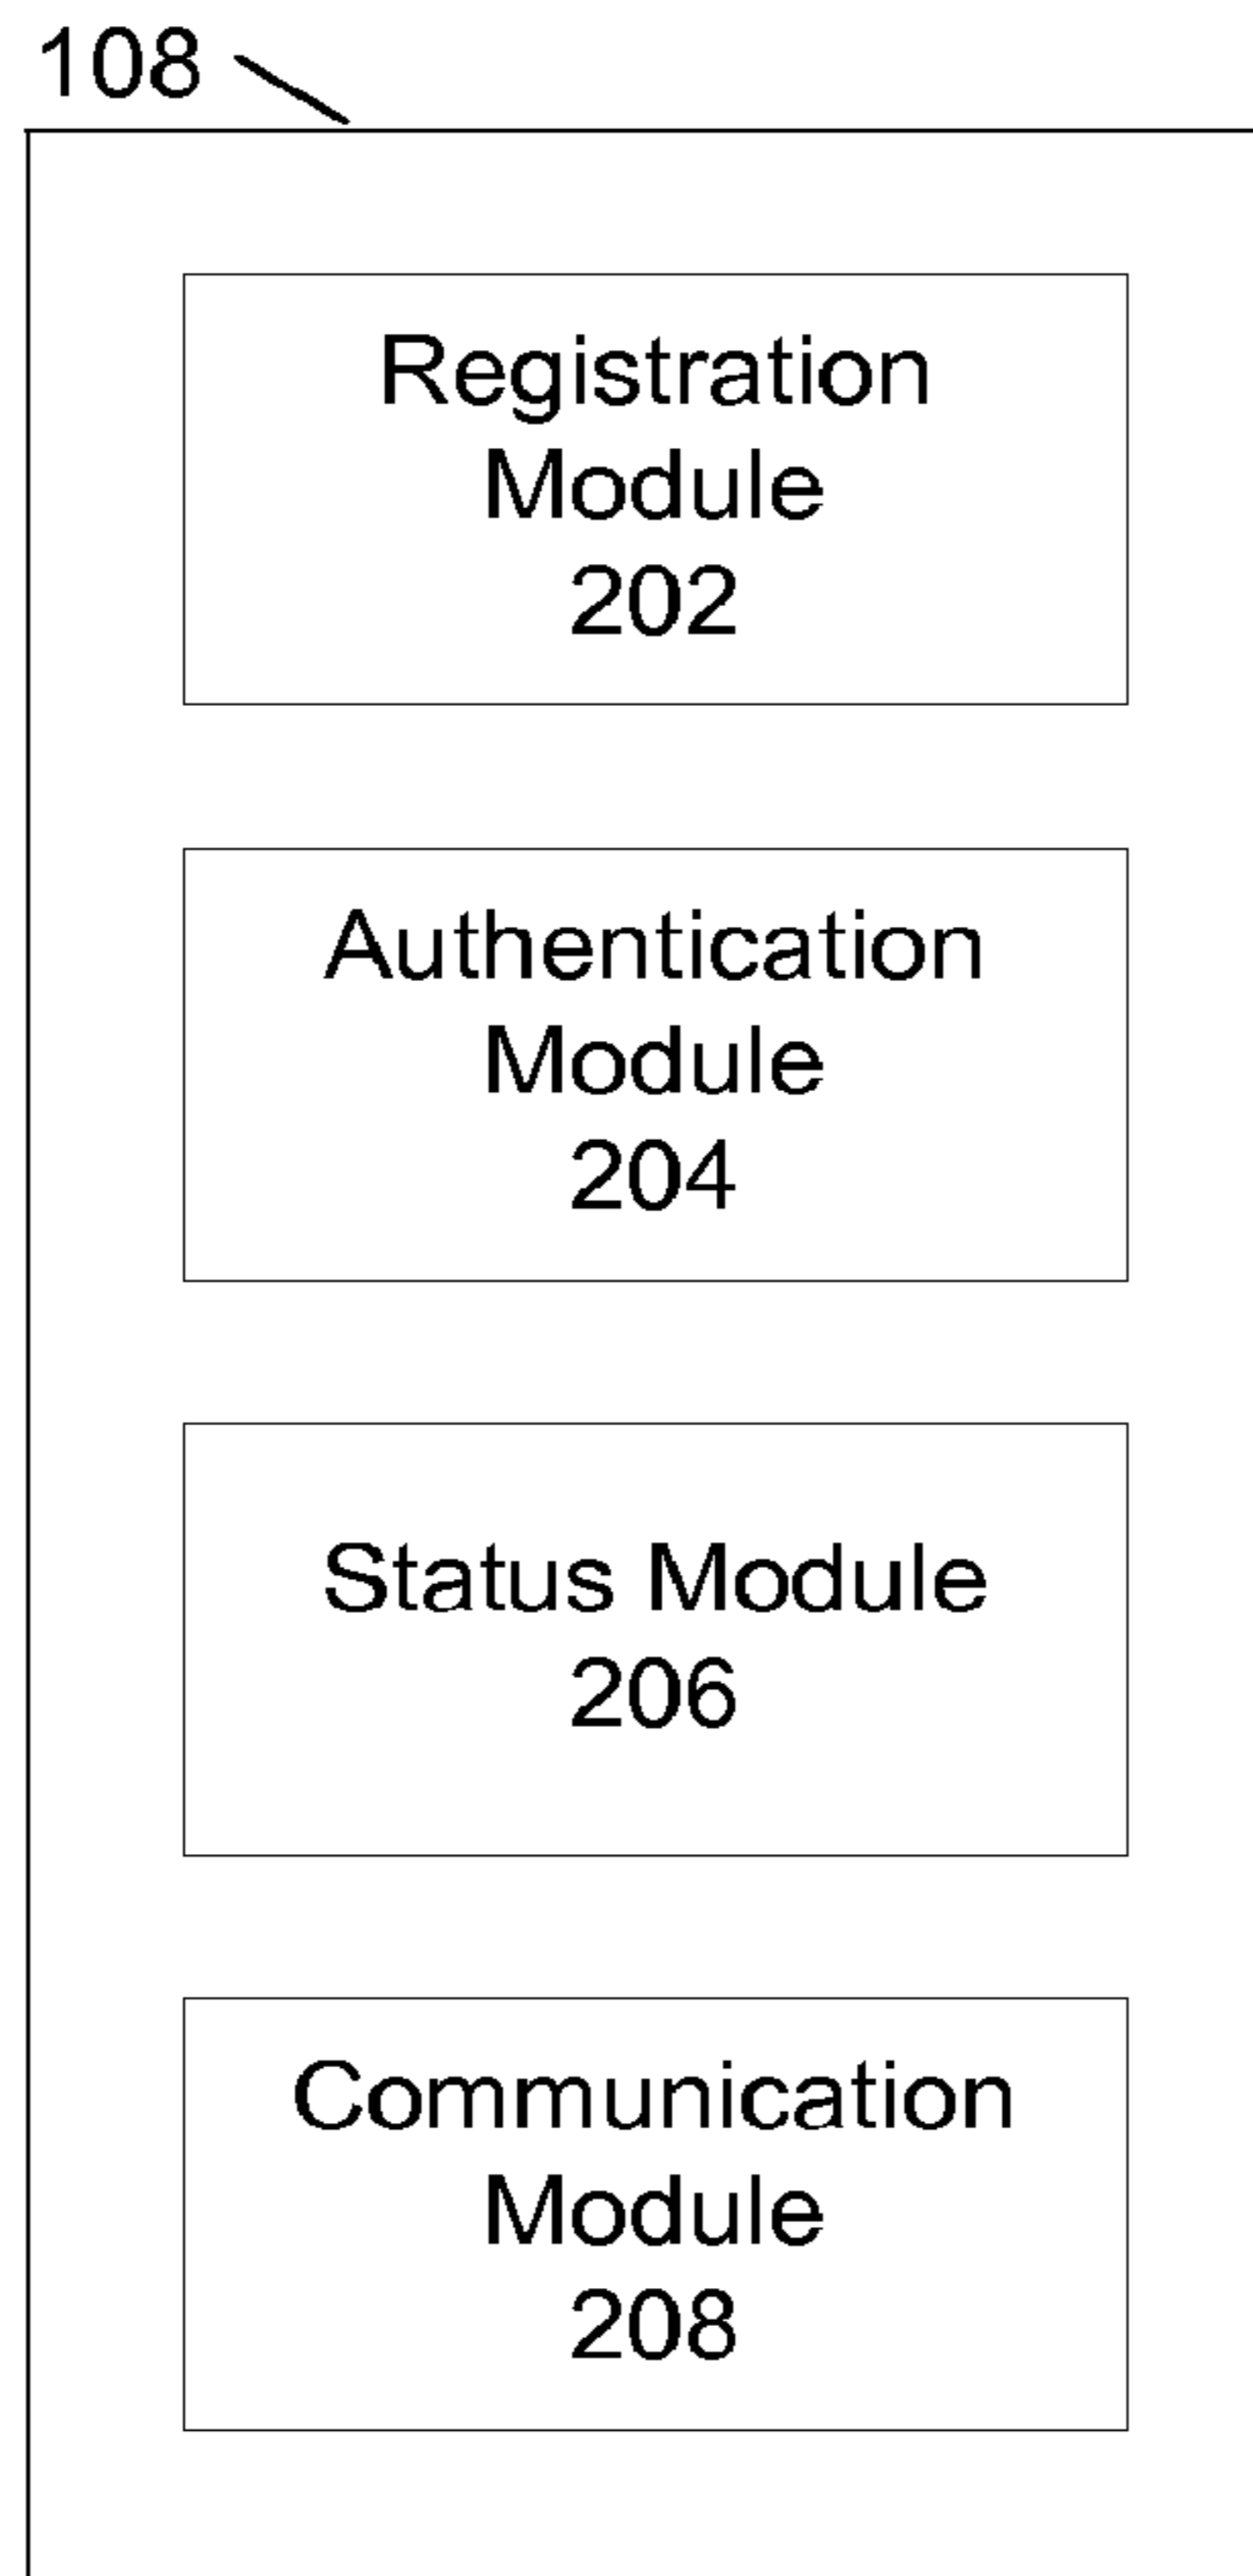 108
Registration
Module
202
Authentication
Module
204
Status Module
206
Communication
Module
208